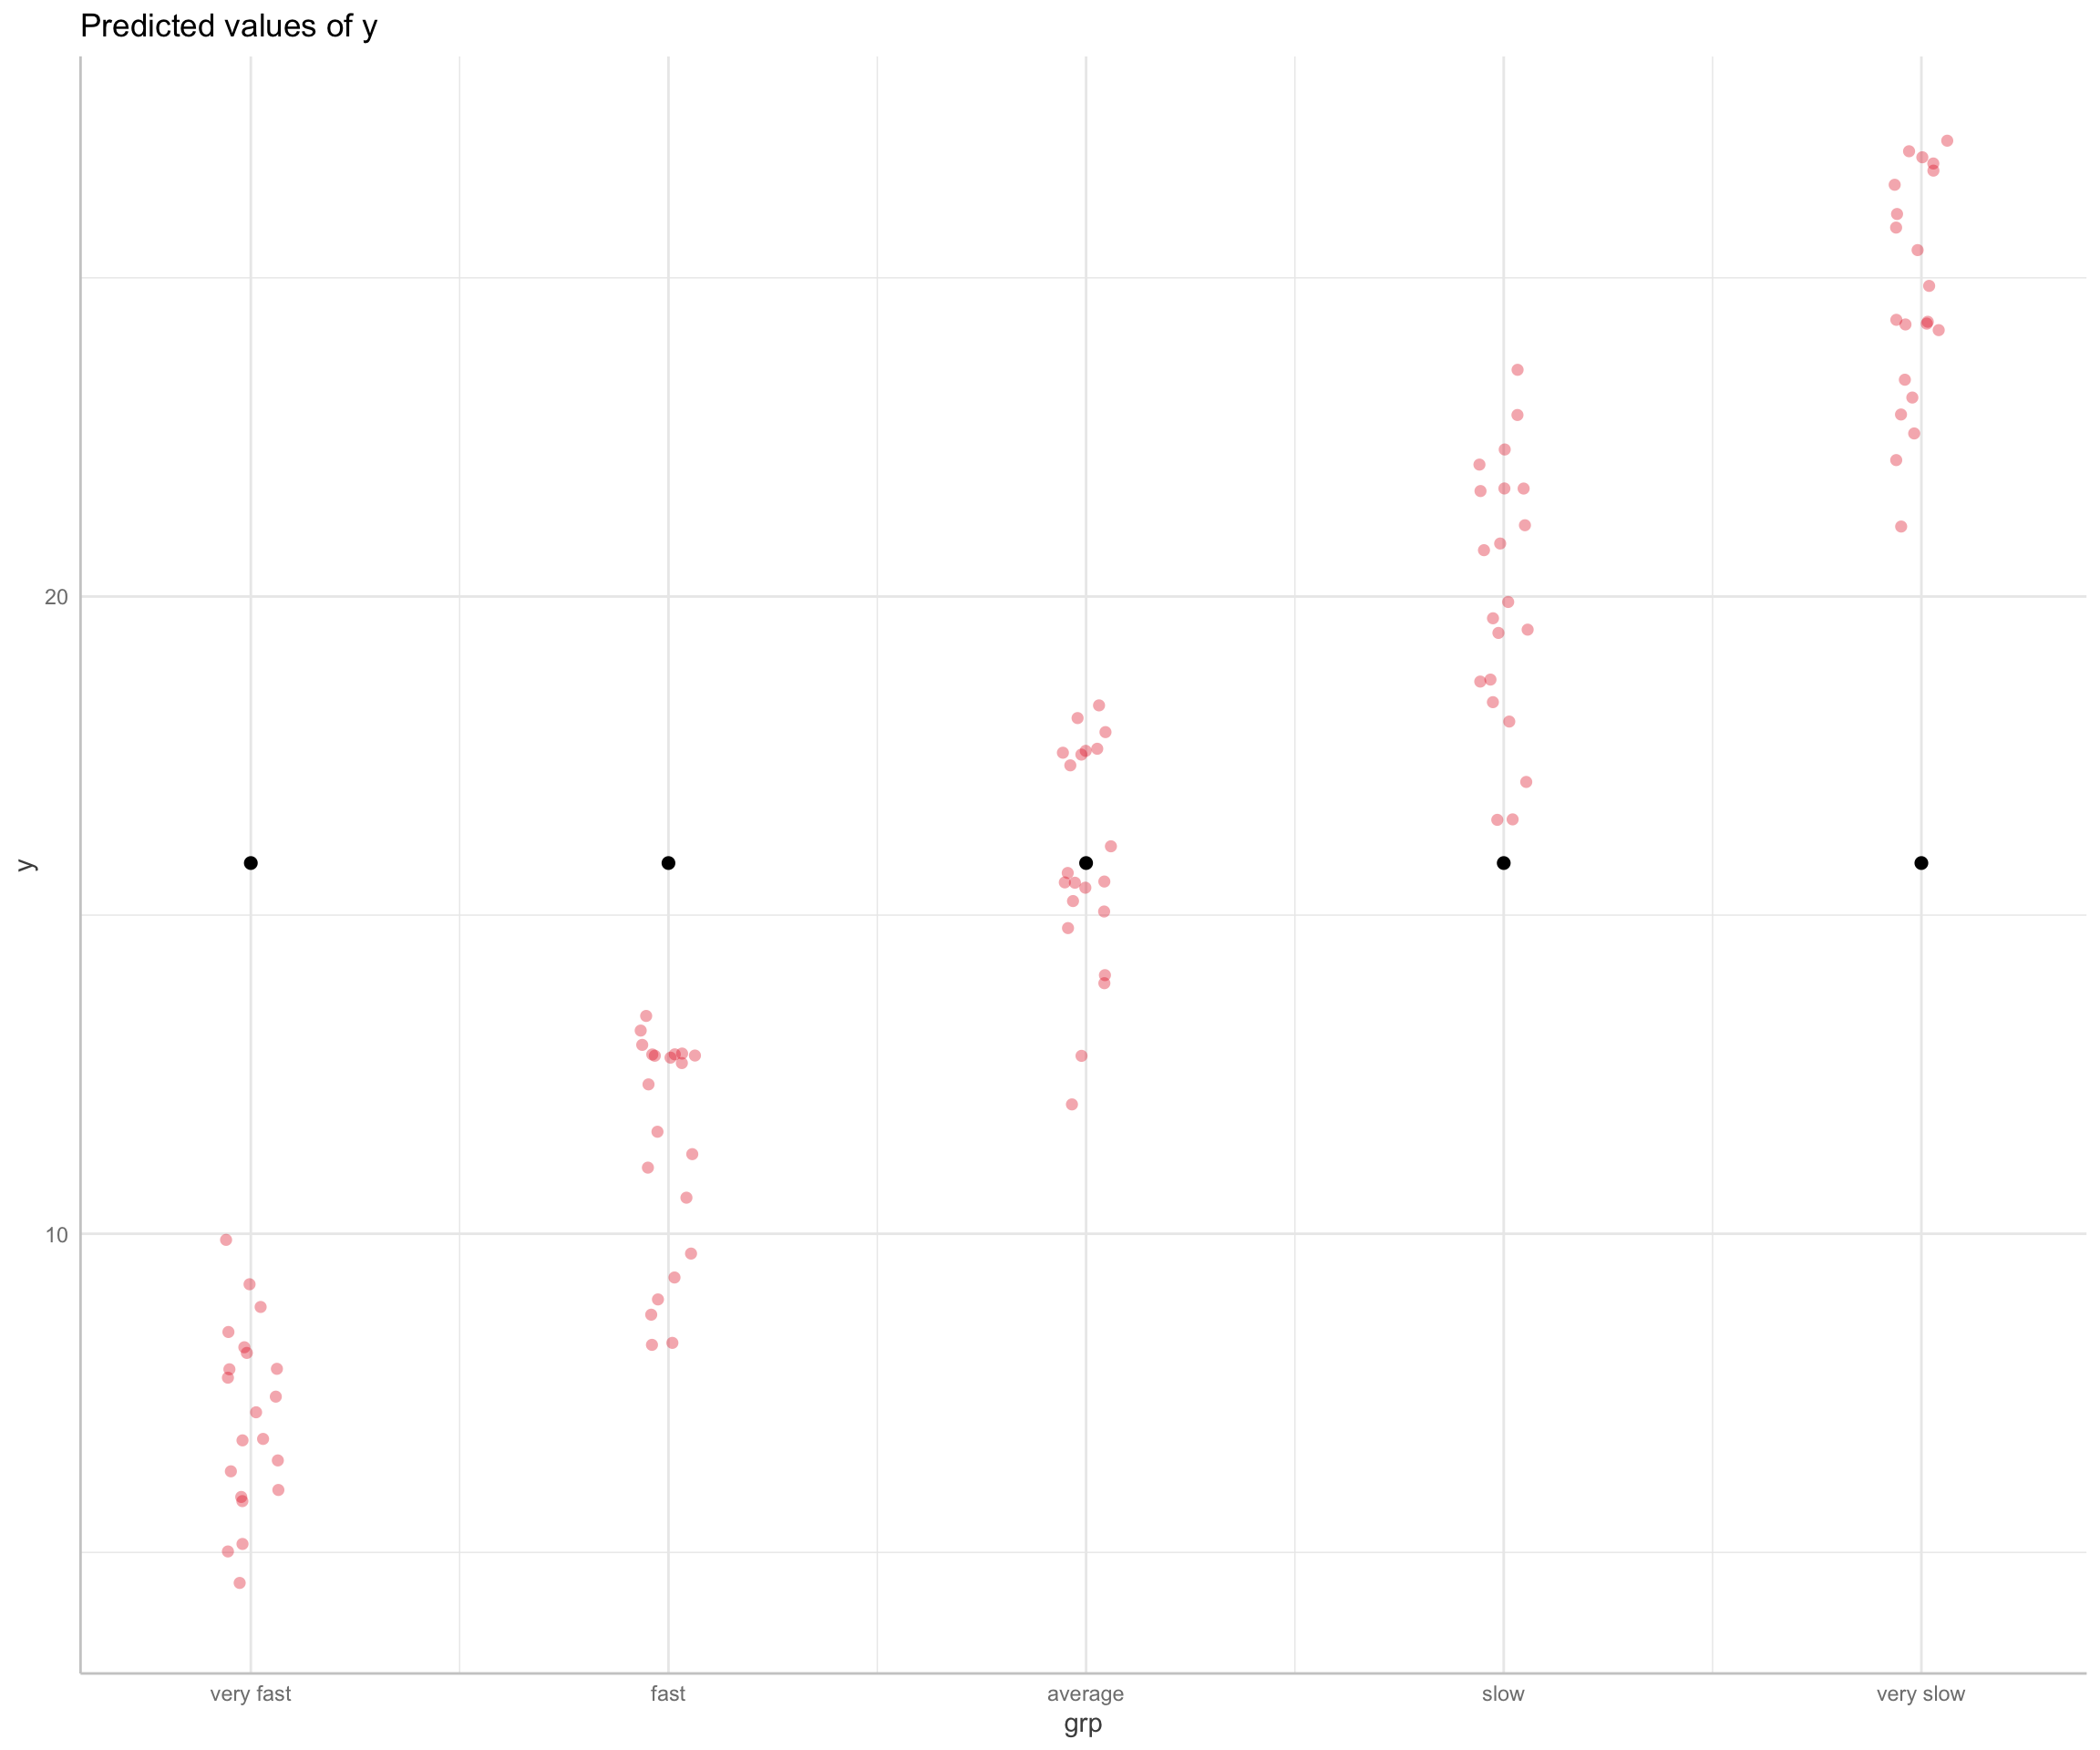 Predicted values of y
y
20
10
very fast
fast
average
slow
very slow
grp